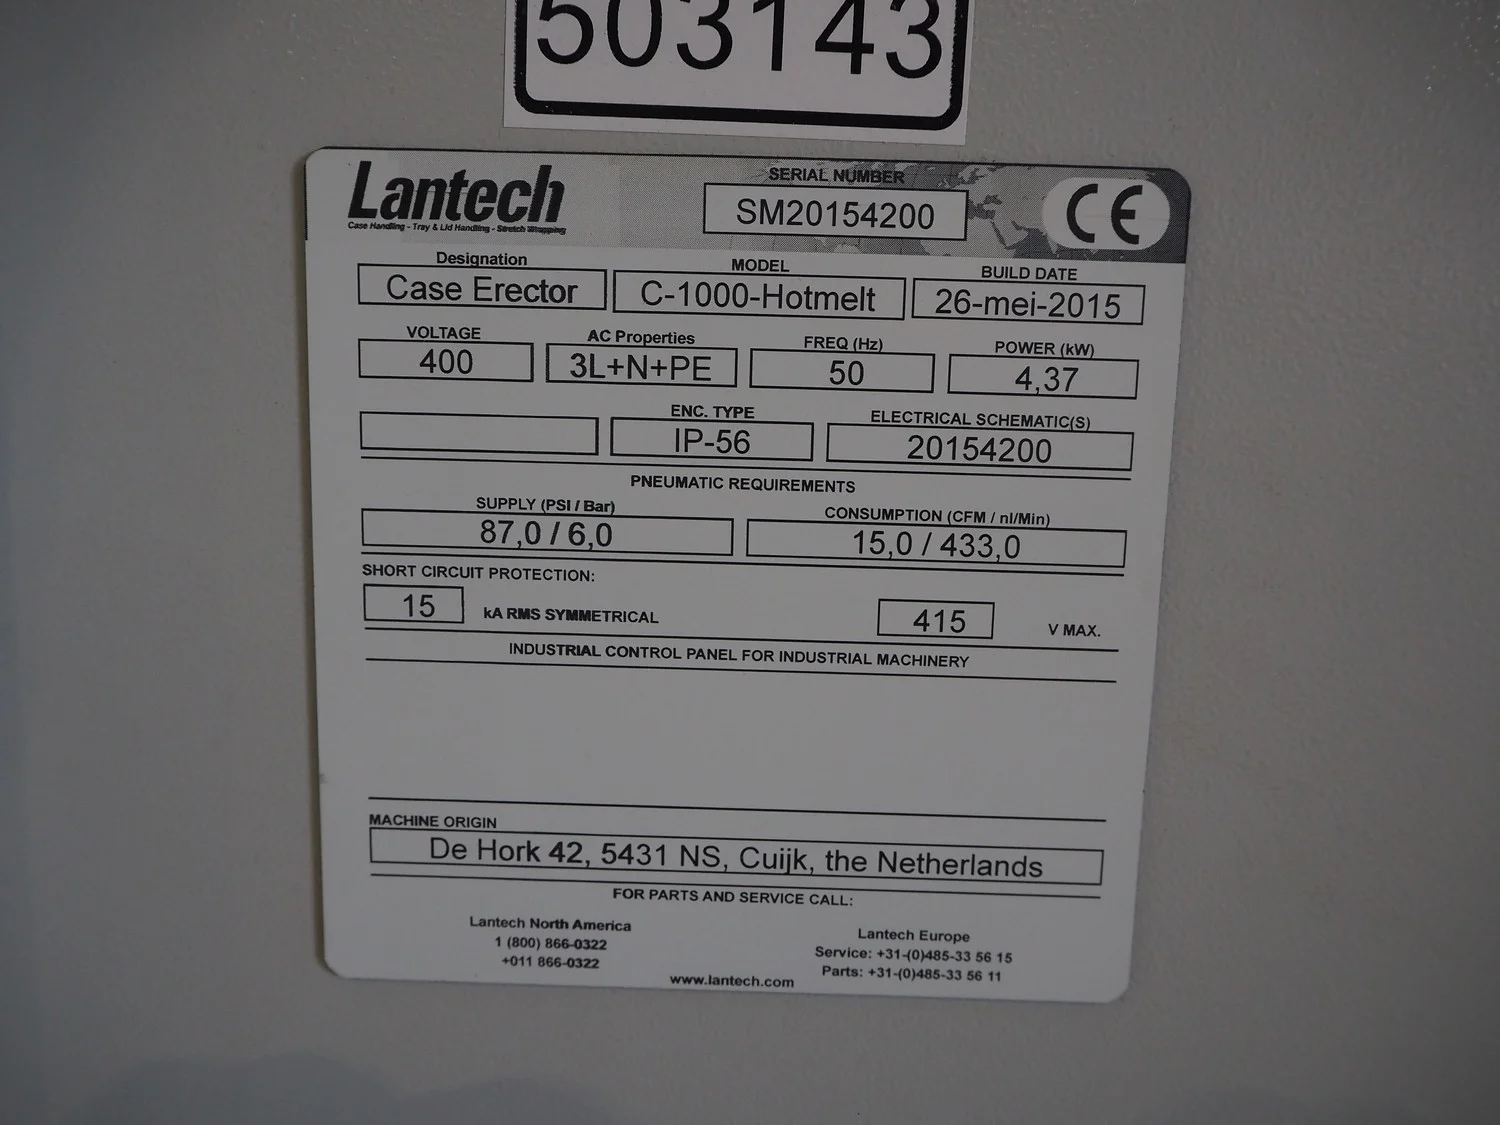 503143
Lantech
Case Handling - Tray & Lid Handling - Stretch Wrapping
SERIAL NUMBER
SM20154200
CE
Designation
MODEL
BUILD DATE
Case Erector
C-1000-Hotmelt
26-mei-2015
VOLTAGE
AC Properties
FREQ (Hz)
POWER (kW)
400
3L+N+PE
50
4,37
ENC. TYPE
ELECTRICAL SCHEMATIC(S)
IP-56
20154200
PNEUMATIC REQUIREMENTS
SUPPLY (PSI / Bar)
CONSUMPTION (CFM / nl/Min)
87,0 / 6,0
15,0 / 433,0
SHORT CIRCUIT PROTECTION:
15 kA RMS SYMMETRICAL 415 V MAX.
INDUSTRIAL CONTROL PANEL FOR INDUSTRIAL MACHINERY
MACHINE ORIGIN
De Hork 42, 5431 NS, Cuijk, the Netherlands
FOR PARTS AND SERVICE CALL:
Lantech North America
1 (800) 866-0322
+011 866-0322
Lantech Europe
Service: +31-(0)485-33 56 15
Parts: +31-(0)485-33 56 11
www.lantech.com